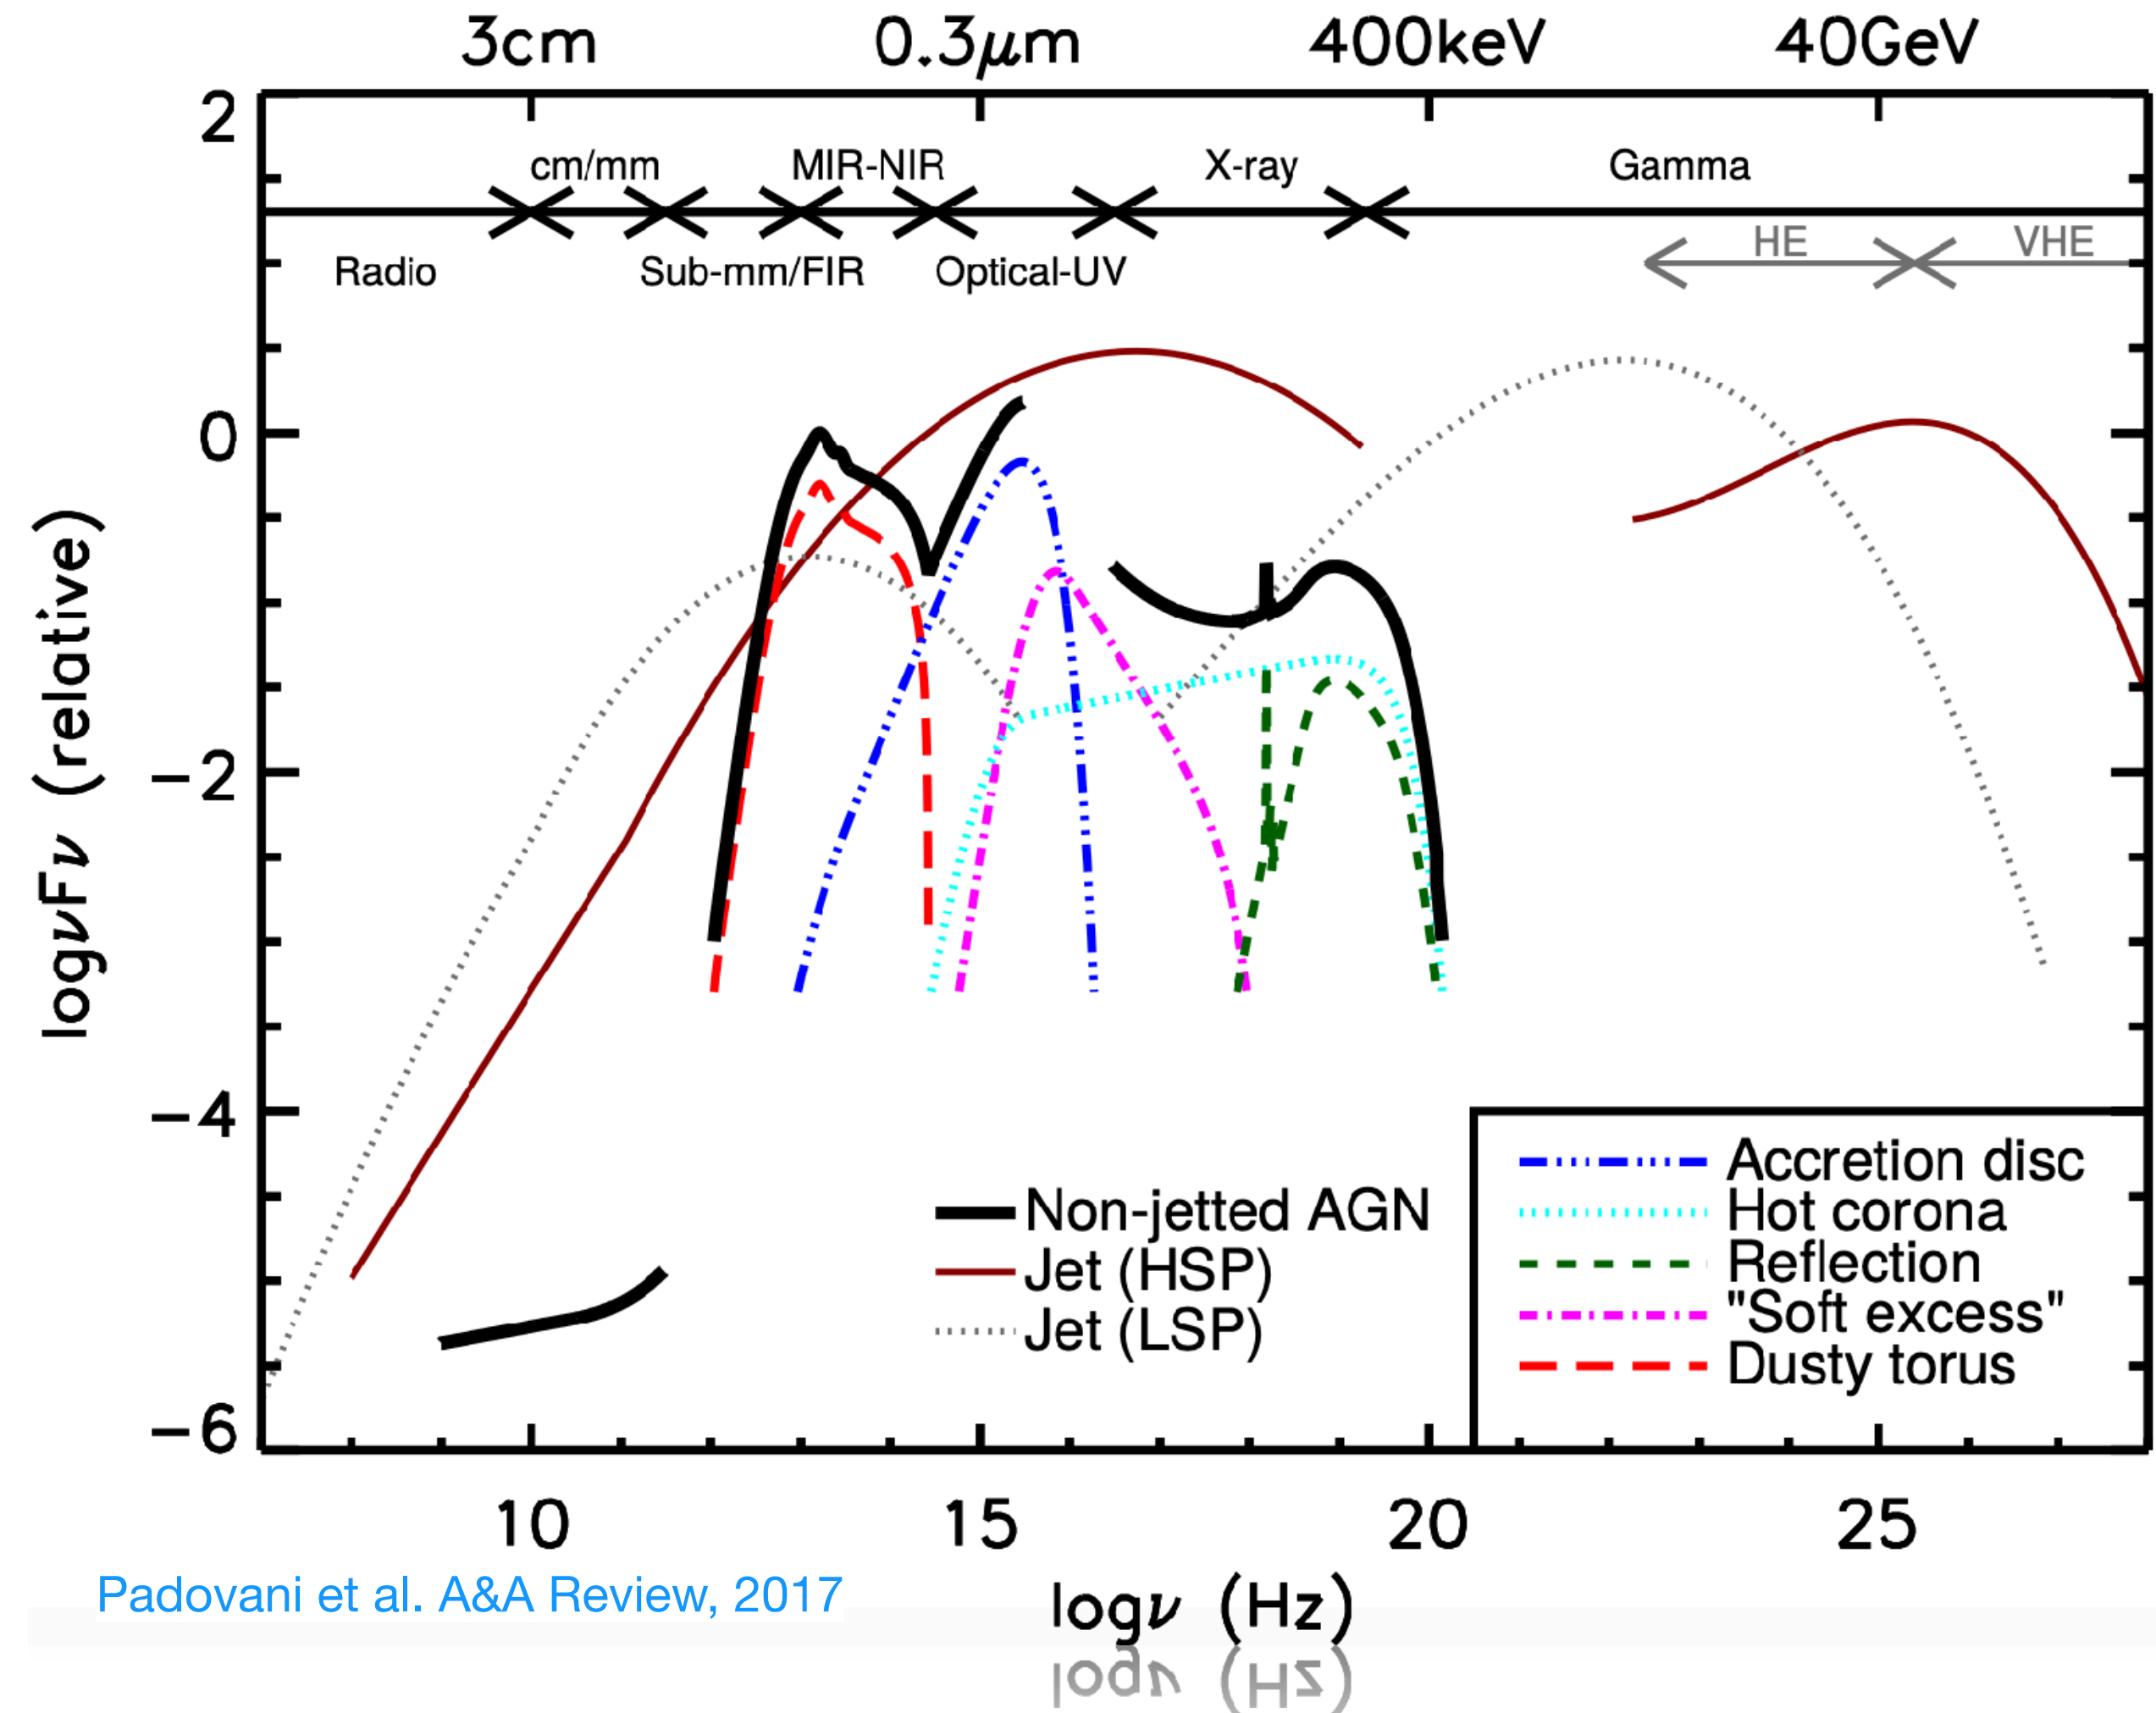 3cm 0.3μm 400keV 40GeV
2
cm/mm MIR-NIR X-ray Gamma
HE VHE
Radio Sub-mm/FIR Optical-UV
0
−2
−4
−6
logνFν (relative)
Non-jetted AGN
Jet (HSP)
Jet (LSP)
Accretion disc
Hot corona
Reflection
"Soft excess"
Dusty torus
10 15 20 25
Padovani et al. A&A Review, 2017
logν (Hz)